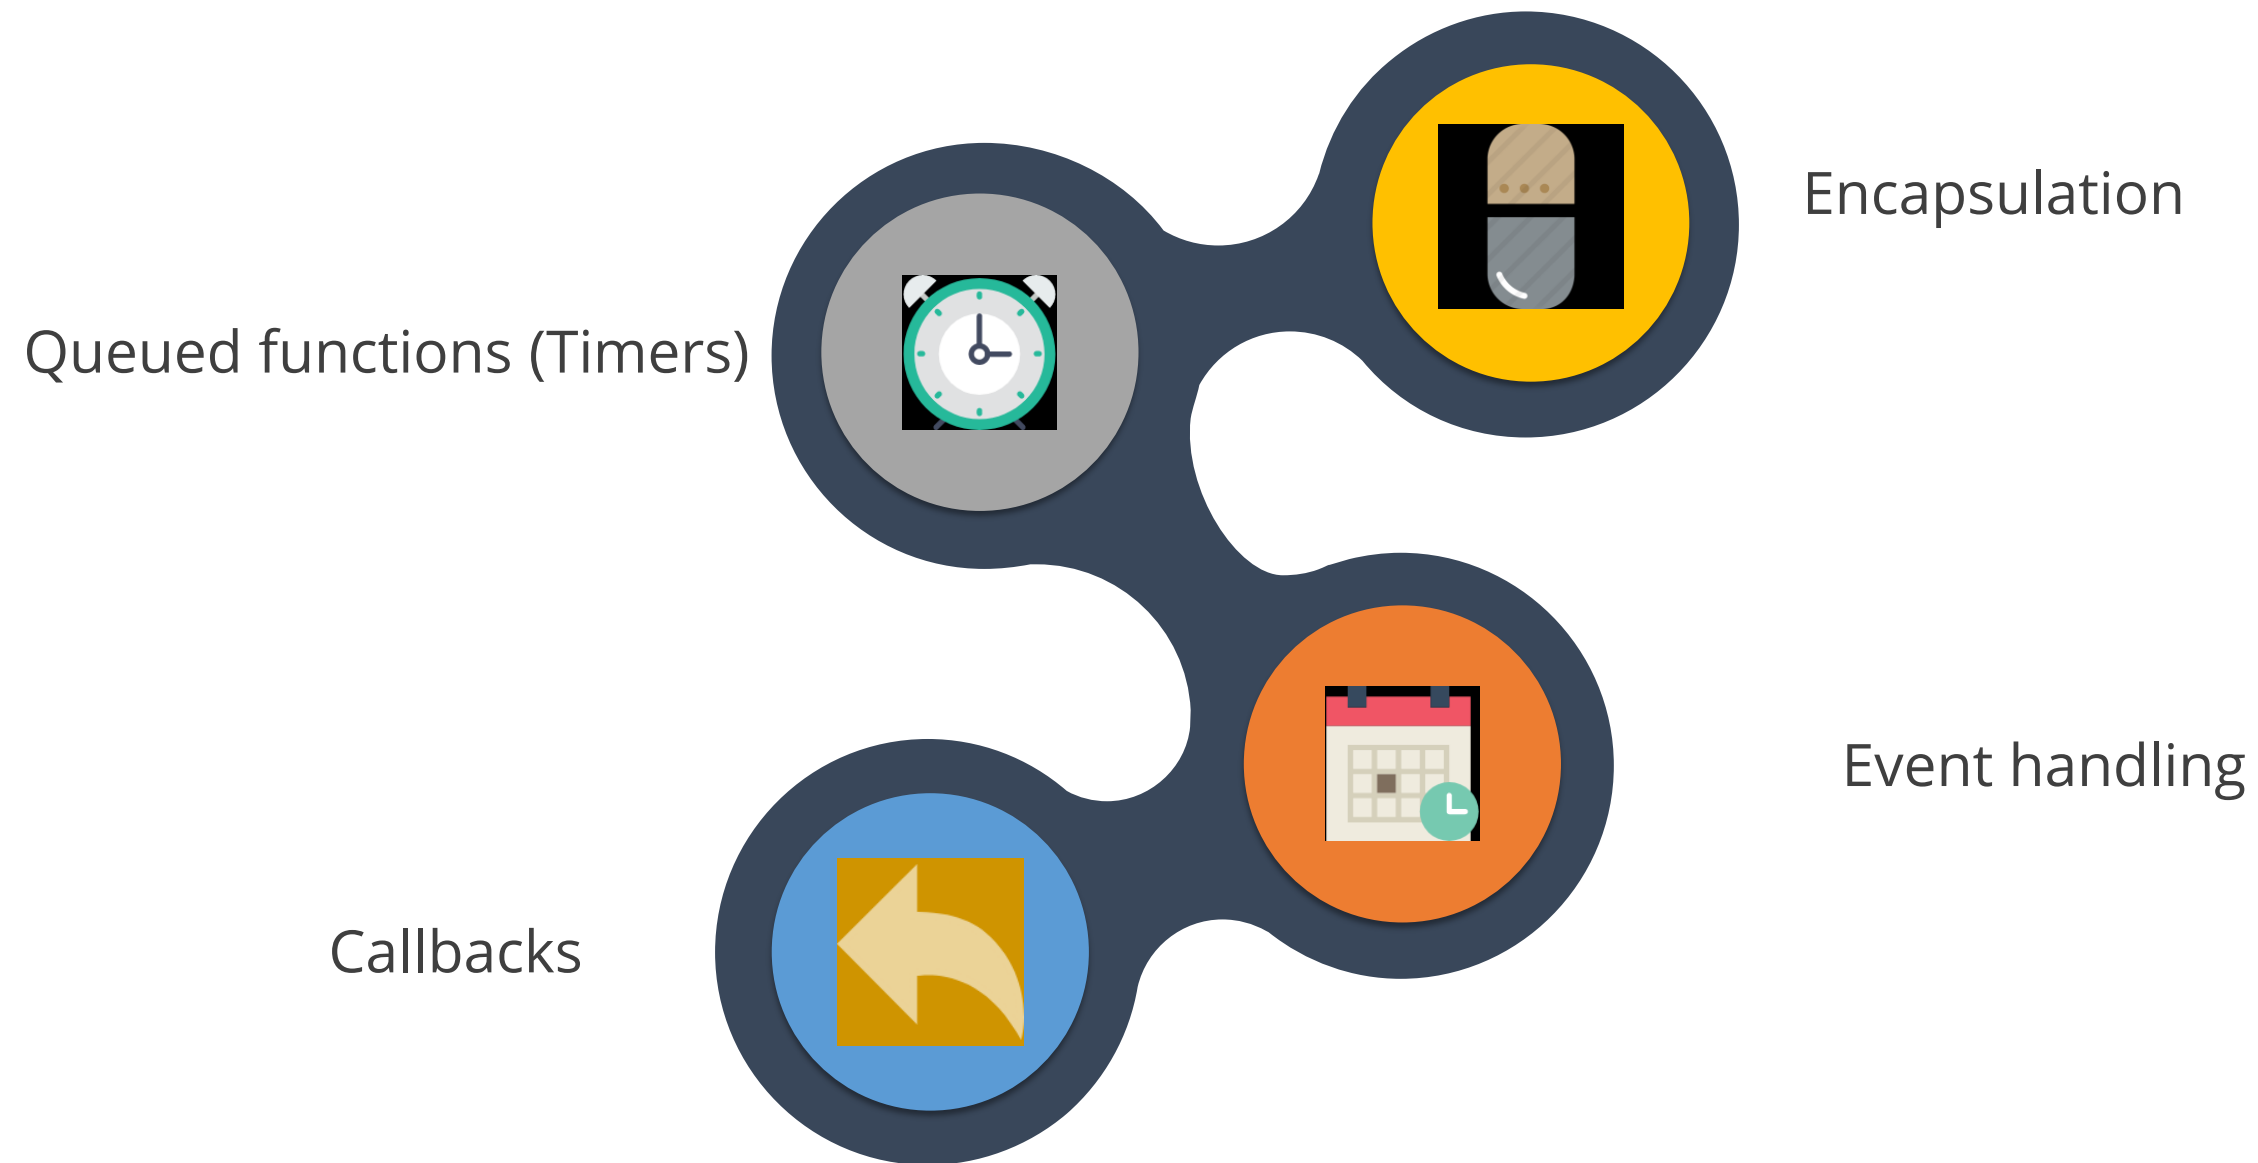 Encapsulation
Queued functions (Timers)
Event handling
Callbacks